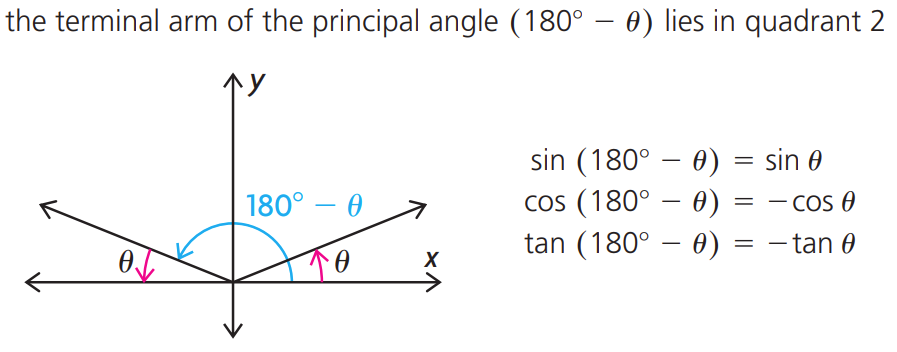 the terminal arm of the principal angle (180° − θ) lies in quadrant 2
y
180° − θ
θ
θ
x
sin (180° − θ) = sin θ
cos (180° − θ) = −cos θ
tan (180° − θ) = −tan θ